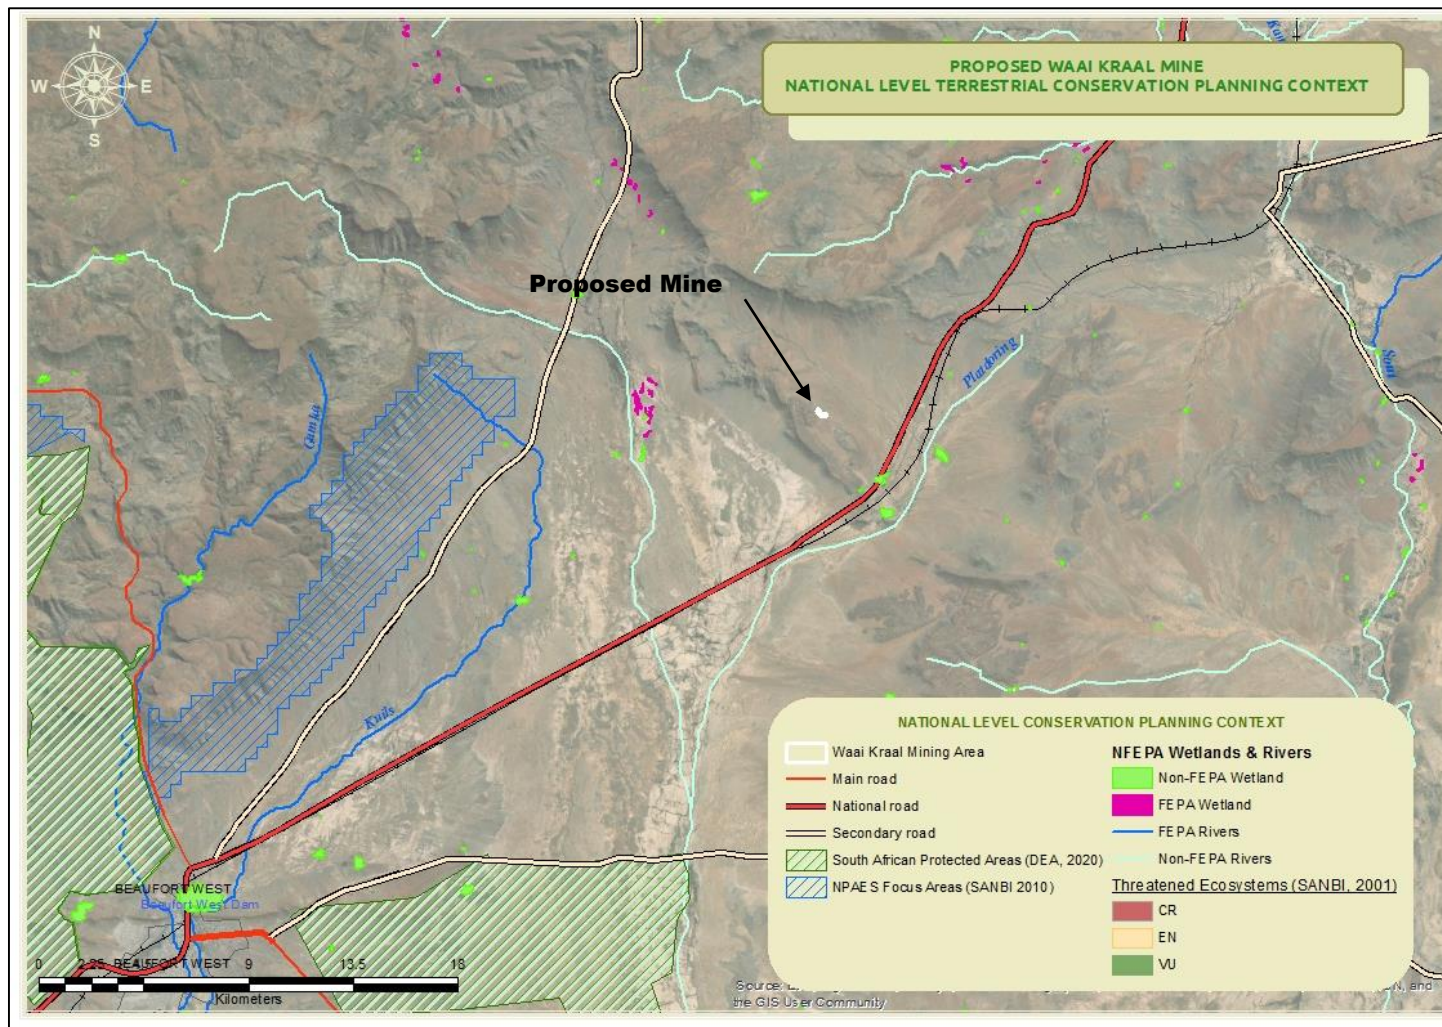 N
W
E
S
PROPOSED WAAI KRAAL MINE
NATIONAL LEVEL TERRESTRIAL CONSERVATION PLANNING CONTEXT
Proposed Mine
Platdoring
Gamka
Kuils
NATIONAL LEVEL CONSERVATION PLANNING CONTEXT
Waai Kraal Mining Area
Main road
National road
Secondary road
South African Protected Areas (DEA, 2020)
NPAES Focus Areas (SANBI 2010)
NFEPA Wetlands & Rivers
Non-FEPA Wetland
FEPA Wetland
FEPA Rivers
Non-FEPA Rivers
Threatened Ecosystems (SANBI, 2001)
CR
EN
VU
BEAUFORT WEST
Beaufort West Dam
BEAUFORT WEST
0 2.25 4.5 9 13.5 18
Kilometers
Source:
and
the GIS User Community